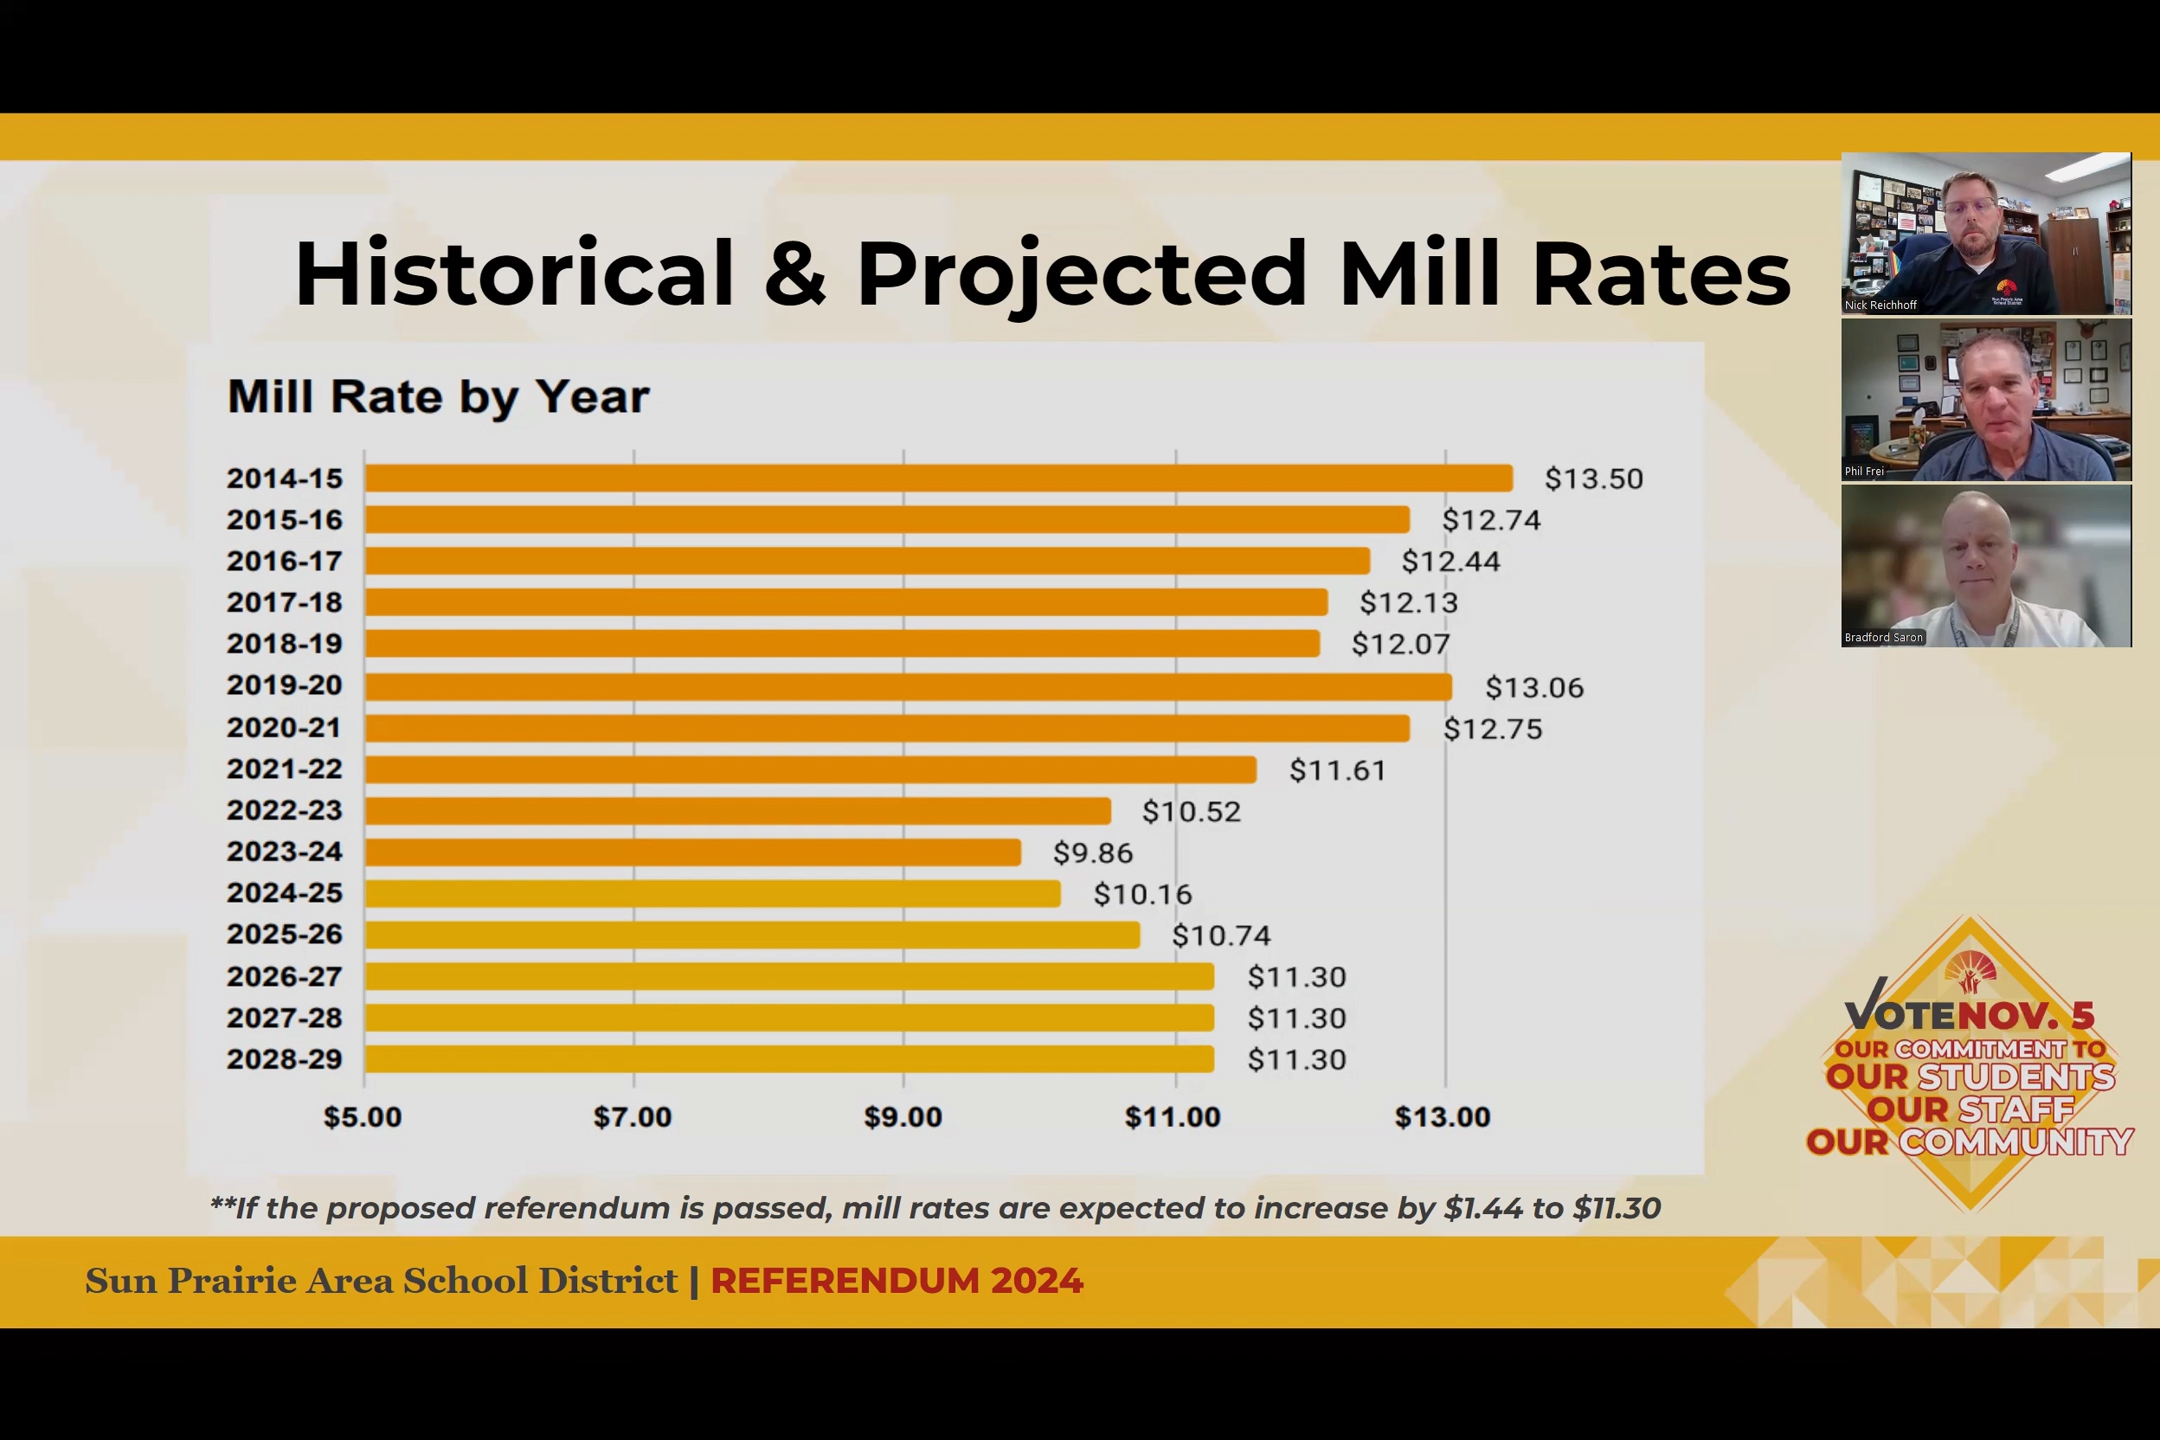 Historical & Projected Mill Rates
Mill Rate by Year
2014-15 $13.50
2015-16 $12.74
2016-17 $12.44
2017-18 $12.13
2018-19 $12.07
2019-20 $13.06
2020-21 $12.75
2021-22 $11.61
2022-23 $10.52
2023-24 $9.86
2024-25 $10.16
2025-26 $10.74
2026-27 $11.30
2027-28 $11.30
2028-29 $11.30
$5.00 $7.00 $9.00 $11.00 $13.00
**If the proposed referendum is passed, mill rates are expected to increase by $1.44 to $11.30
Sun Prairie Area School District | REFERENDUM 2024
Nick Reichhoff
Sun Prairie Area
School District
Phil Frei
Bradford Saron
VOTE NOV. 5
OUR COMMITMENT TO
OUR STUDENTS
OUR STAFF
OUR COMMUNITY